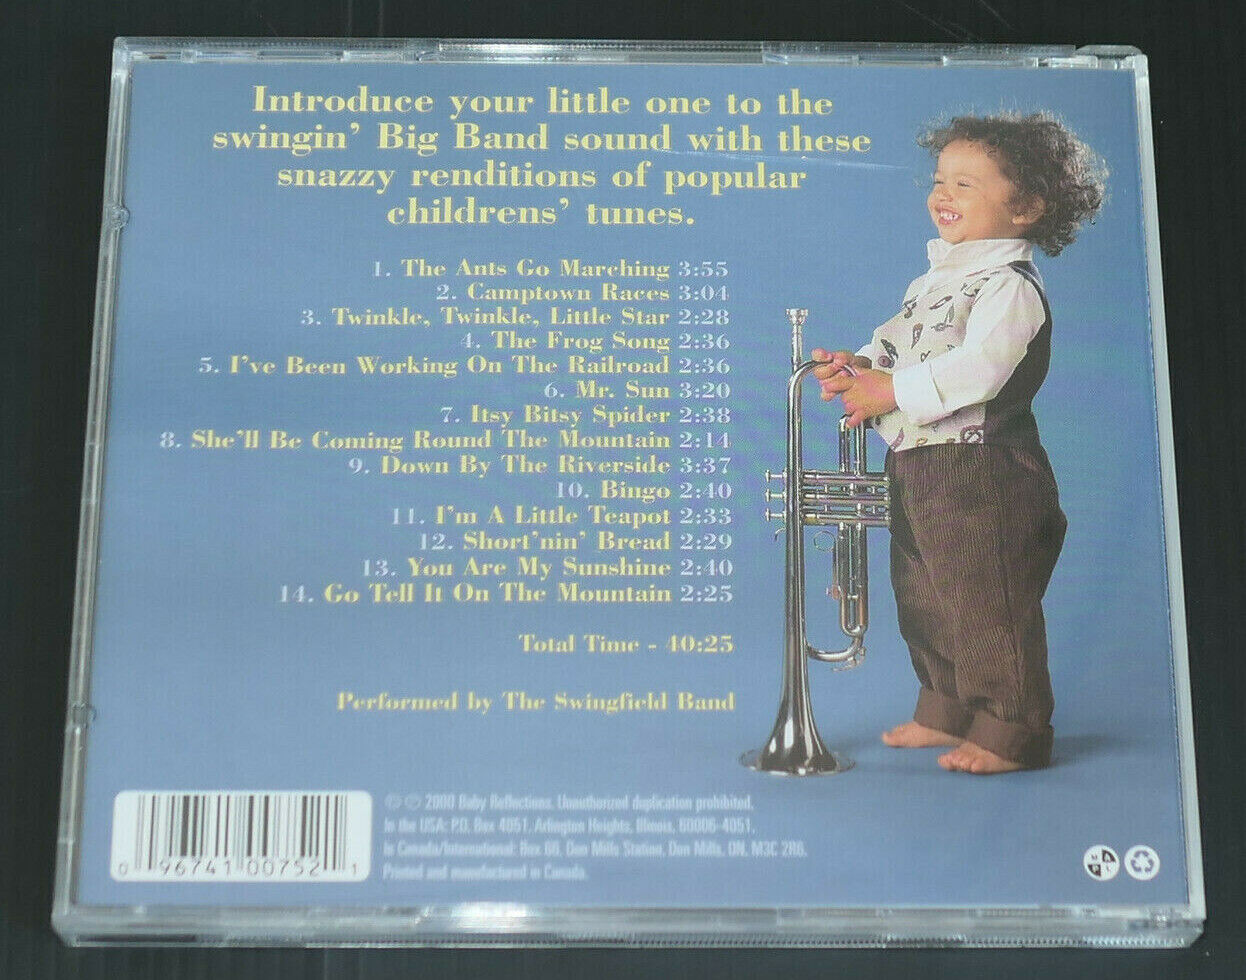 Introduce your little one to the
swingin' Big Band sound with these
snazzy renditions of popular
childrens' tunes.
1. The Ants Go Marching 3:55
2. Camptown Races 3:04
3. Twinkle, Twinkle, Little Star 2:28
4. The Frog Song 2:36
5. I've Been Working On The Railroad 2:36
6. Mr. Sun 3:20
7. Itsy Bitsy Spider 2:38
8. She'll Be Coming Round The Mountain 2:14
9. Down By The Riverside 3:37
10. Bingo 2:40
11. I'm A Little Teapot 2:33
12. Short'nin' Bread 2:29
13. You Are My Sunshine 2:40
14. Go Tell It On The Mountain 2:25
Total Time - 40:25
Performed by The Swingfield Band
© ℗ 2000 Baby Reflections. Unauthorized duplication prohibited.
In the USA: P.O. Box 4051, Arlington Heights, Illinois, 60006-4051.
In Canada/International: Box 68, Don Mills Station, Don Mills, ON, M3C 2R6.
Printed and manufactured in Canada.
0 96741 00752 1
M A P L